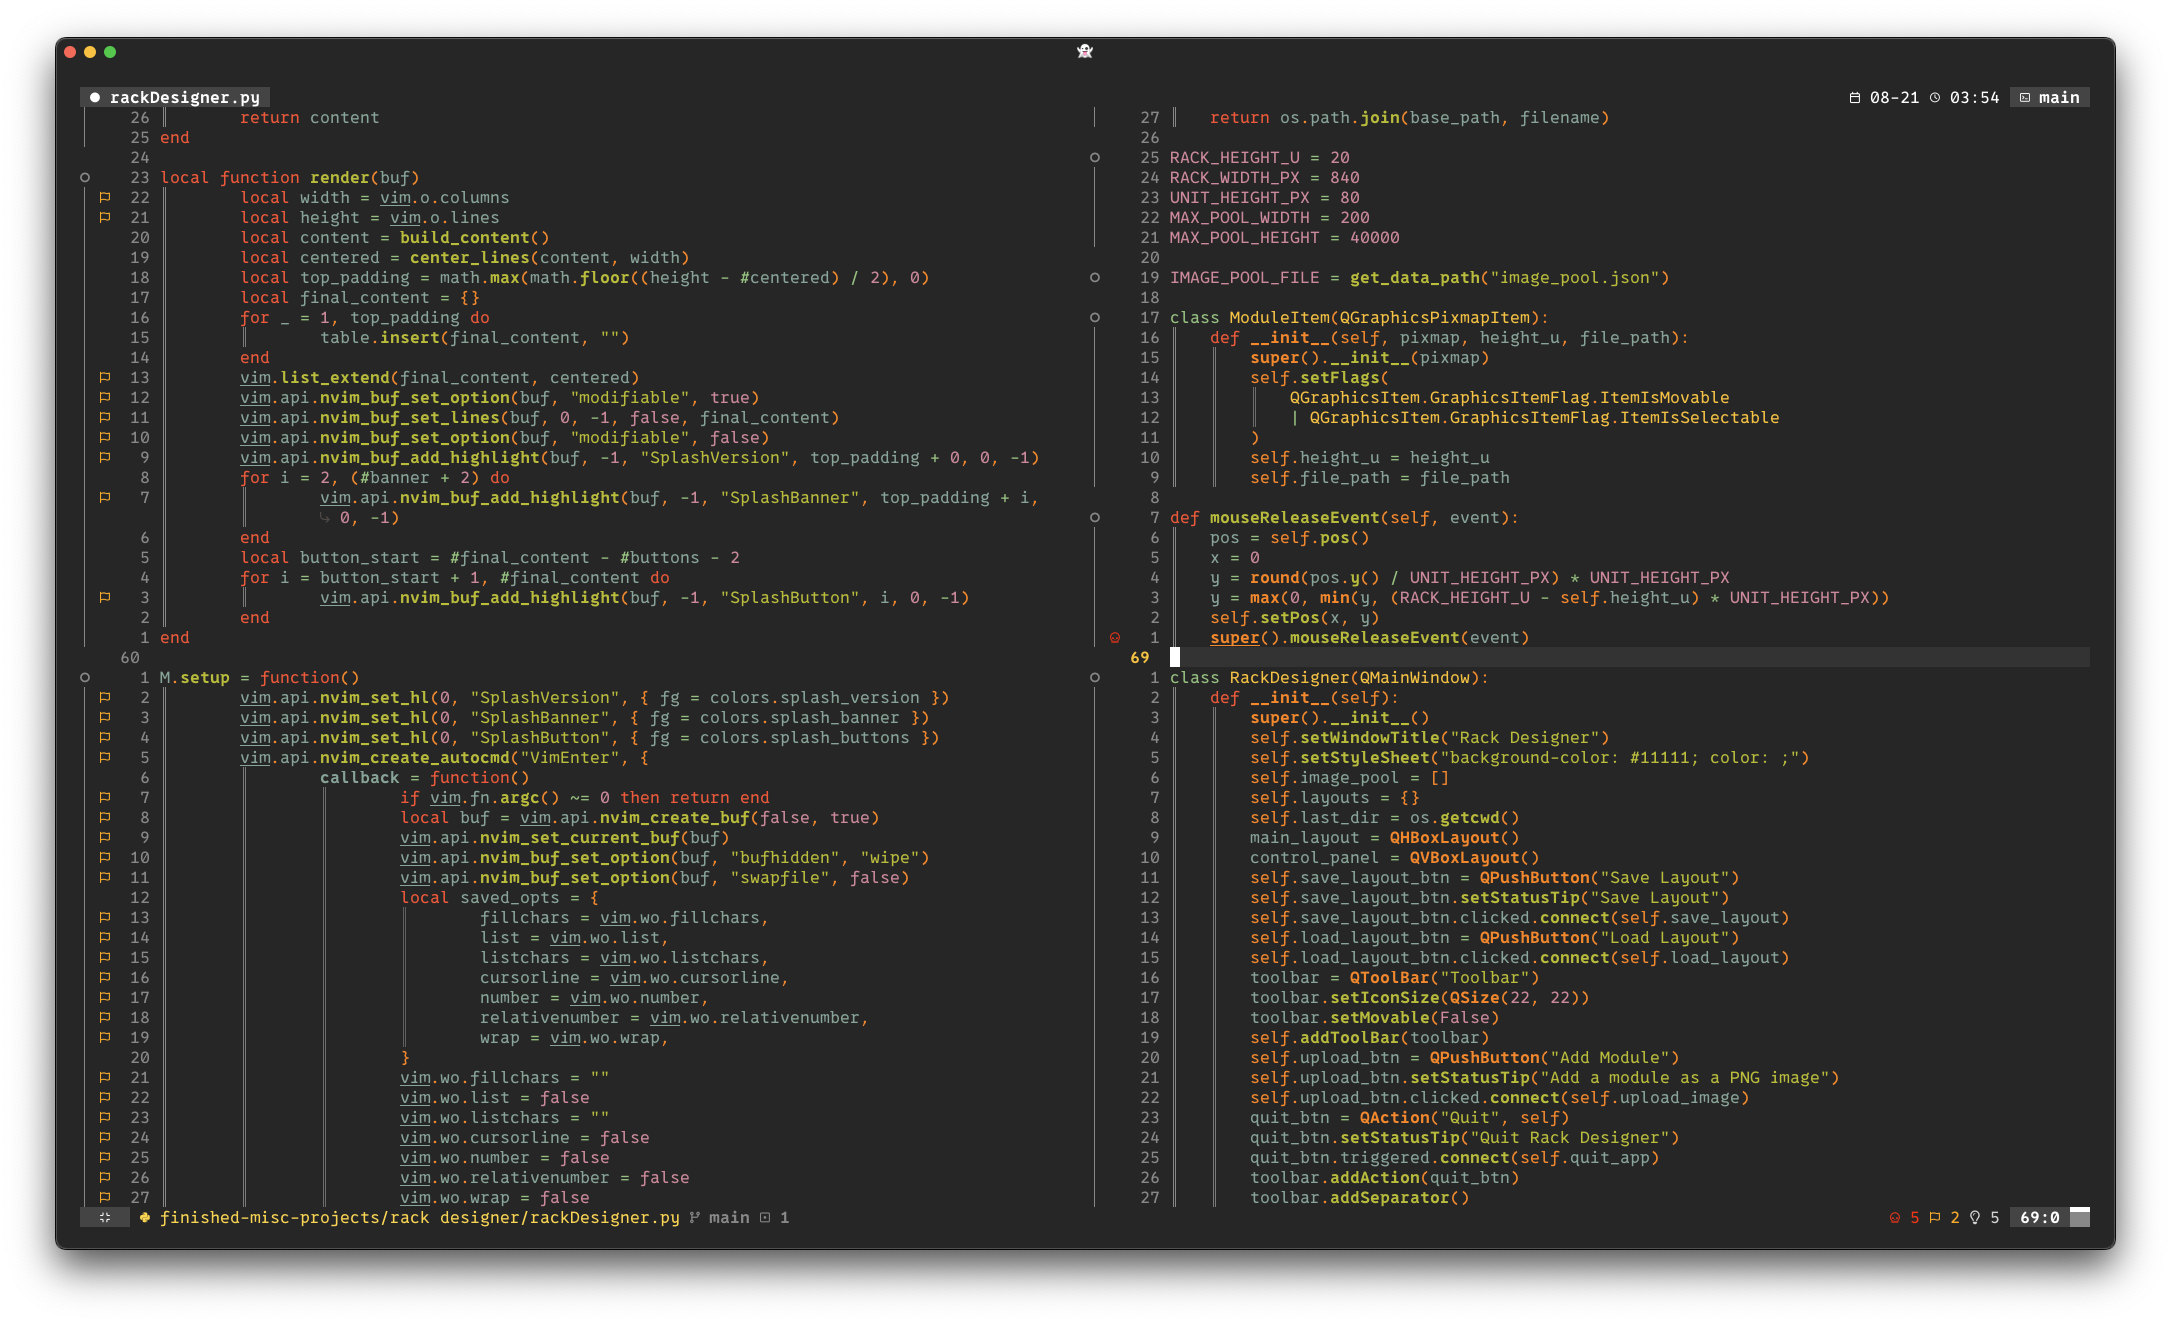 rackDesigner.py
08-21 03:54 main
26 return content
25 end
24
23 local function render(buf)
22 local width = vim.o.columns
21 local height = vim.o.lines
20 local content = build_content()
19 local centered = center_lines(content, width)
18 local top_padding = math.max(math.floor((height - #centered) / 2), 0)
17 local final_content = {}
16 for _ = 1, top_padding do
15 table.insert(final_content, "")
14 end
13 vim.list_extend(final_content, centered)
12 vim.api.nvim_buf_set_option(buf, "modifiable", true)
11 vim.api.nvim_buf_set_lines(buf, 0, -1, false, final_content)
10 vim.api.nvim_buf_set_option(buf, "modifiable", false)
9 vim.api.nvim_buf_add_highlight(buf, -1, "SplashVersion", top_padding + 0, 0, -1)
8 for i = 2, (#banner + 2) do
7 vim.api.nvim_buf_add_highlight(buf, -1, "SplashBanner", top_padding + i,
0, -1)
6 end
5 local button_start = #final_content - #buttons - 2
4 for i = button_start + 1, #final_content do
3 vim.api.nvim_buf_add_highlight(buf, -1, "SplashButton", i, 0, -1)
2 end
1 end
60
1 M.setup = function()
2 vim.api.nvim_set_hl(0, "SplashVersion", { fg = colors.splash_version })
3 vim.api.nvim_set_hl(0, "SplashBanner", { fg = colors.splash_banner })
4 vim.api.nvim_set_hl(0, "SplashButton", { fg = colors.splash_buttons })
5 vim.api.nvim_create_autocmd("VimEnter", {
6 callback = function()
7 if vim.fn.argc() ~= 0 then return end
8 local buf = vim.api.nvim_create_buf(false, true)
9 vim.api.nvim_set_current_buf(buf)
10 vim.api.nvim_buf_set_option(buf, "bufhidden", "wipe")
11 vim.api.nvim_buf_set_option(buf, "swapfile", false)
12 local saved_opts = {
13 fillchars = vim.wo.fillchars,
14 list = vim.wo.list,
15 listchars = vim.wo.listchars,
16 cursorline = vim.wo.cursorline,
17 number = vim.wo.number,
18 relativenumber = vim.wo.relativenumber,
19 wrap = vim.wo.wrap,
20 }
21 vim.wo.fillchars = ""
22 vim.wo.list = false
23 vim.wo.listchars = ""
24 vim.wo.cursorline = false
25 vim.wo.number = false
26 vim.wo.relativenumber = false
27 vim.wo.wrap = false
27 return os.path.join(base_path, filename)
26
25 RACK_HEIGHT_U = 20
24 RACK_WIDTH_PX = 840
23 UNIT_HEIGHT_PX = 80
22 MAX_POOL_WIDTH = 200
21 MAX_POOL_HEIGHT = 40000
20
19 IMAGE_POOL_FILE = get_data_path("image_pool.json")
18
17 class ModuleItem(QGraphicsPixmapItem):
16 def __init__(self, pixmap, height_u, file_path):
15 super().__init__(pixmap)
14 self.setFlags(
13 QGraphicsItem.GraphicsItemFlag.ItemIsMovable
12 | QGraphicsItem.GraphicsItemFlag.ItemIsSelectable
11 )
10 self.height_u = height_u
9 self.file_path = file_path
8
7 def mouseReleaseEvent(self, event):
6 pos = self.pos()
5 x = 0
4 y = round(pos.y() / UNIT_HEIGHT_PX) * UNIT_HEIGHT_PX
3 y = max(0, min(y, (RACK_HEIGHT_U - self.height_u) * UNIT_HEIGHT_PX))
2 self.setPos(x, y)
1 super().mouseReleaseEvent(event)
69
1 class RackDesigner(QMainWindow):
2 def __init__(self):
3 super().__init__()
4 self.setWindowTitle("Rack Designer")
5 self.setStyleSheet("background-color: #11111; color: ;")
6 self.image_pool = []
7 self.layouts = {}
8 self.last_dir = os.getcwd()
9 main_layout = QHBoxLayout()
10 control_panel = QVBoxLayout()
11 self.save_layout_btn = QPushButton("Save Layout")
12 self.save_layout_btn.setStatusTip("Save Layout")
13 self.save_layout_btn.clicked.connect(self.save_layout)
14 self.load_layout_btn = QPushButton("Load Layout")
15 self.load_layout_btn.clicked.connect(self.load_layout)
16 toolbar = QToolBar("Toolbar")
17 toolbar.setIconSize(QSize(22, 22))
18 toolbar.setMovable(False)
19 self.addToolBar(toolbar)
20 self.upload_btn = QPushButton("Add Module")
21 self.upload_btn.setStatusTip("Add a module as a PNG image")
22 self.upload_btn.clicked.connect(self.upload_image)
23 quit_btn = QAction("Quit", self)
24 quit_btn.setStatusTip("Quit Rack Designer")
25 quit_btn.triggered.connect(self.quit_app)
26 toolbar.addAction(quit_btn)
27 toolbar.addSeparator()
finished-misc-projects/rack designer/rackDesigner.py main 1
5 2 5 69:0